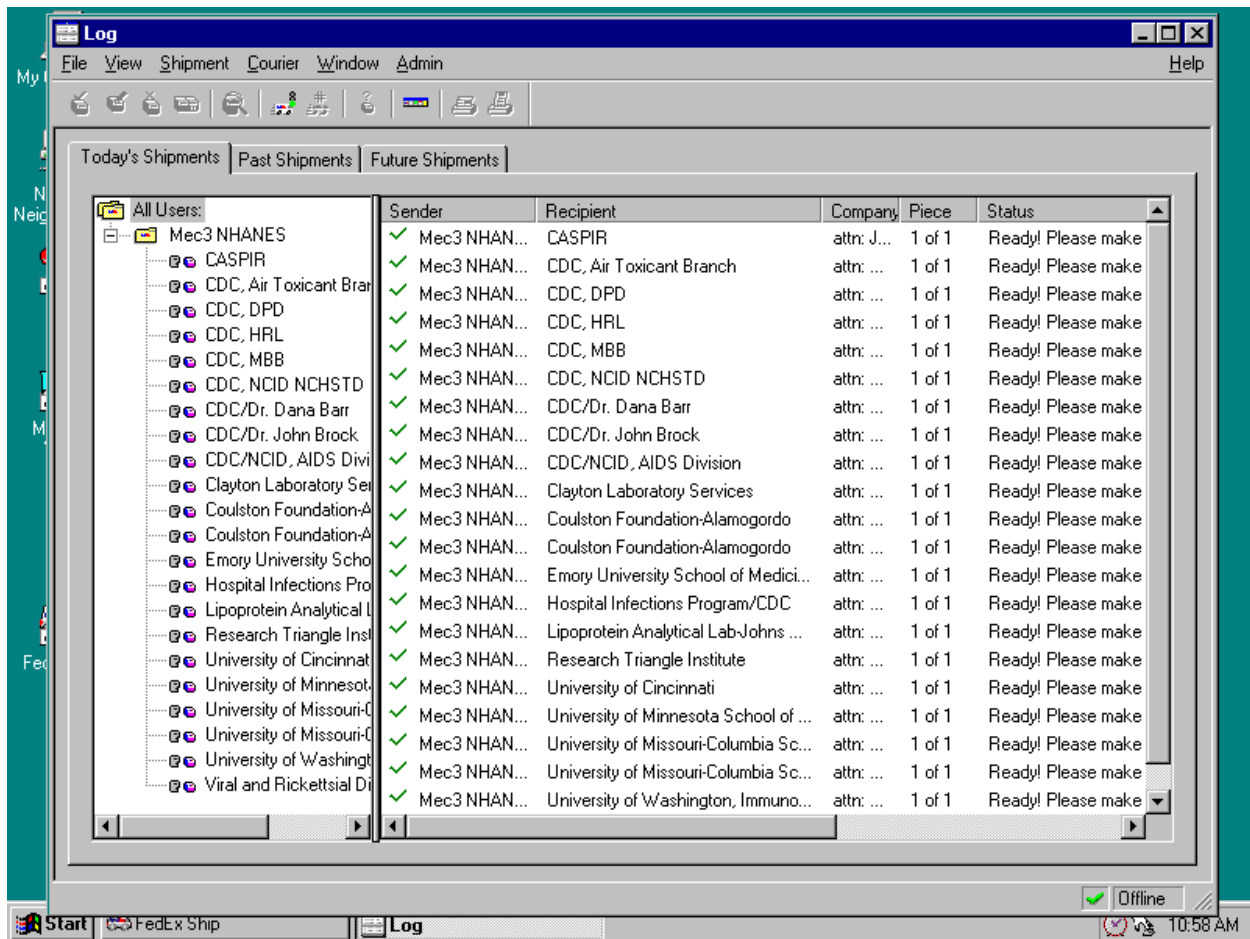 Log
File View Shipment Courier Window Admin Help
My
Today's Shipments Past Shipments Future Shipments
N
Neig
All Users:
Mec3 NHANES
CASPIR
CDC, Air Toxicant Bran
CDC, DPD
CDC, HRL
CDC, MBB
CDC, NCID NCHSTD
CDC/Dr. Dana Barr
CDC/Dr. John Brock
CDC/NCID, AIDS Divi
Clayton Laboratory Ser
Coulston Foundation-A
Coulston Foundation-A
Emory University Scho
Hospital Infections Pro
Lipoprotein Analytical L
Research Triangle Inst
University of Cincinnat
University of Minnesot
University of Missouri-C
University of Missouri-C
University of Washingt
Viral and Rickettsial Di
Sender Recipient Company Piece Status
Mec3 NHAN... CASPIR attn: J... 1 of 1 Ready! Please make
Mec3 NHAN... CDC, Air Toxicant Branch attn: ... 1 of 1 Ready! Please make
Mec3 NHAN... CDC, DPD attn: ... 1 of 1 Ready! Please make
Mec3 NHAN... CDC, HRL attn: ... 1 of 1 Ready! Please make
Mec3 NHAN... CDC, MBB attn: ... 1 of 1 Ready! Please make
Mec3 NHAN... CDC, NCID NCHSTD attn: ... 1 of 1 Ready! Please make
Mec3 NHAN... CDC/Dr. Dana Barr attn: ... 1 of 1 Ready! Please make
Mec3 NHAN... CDC/Dr. John Brock attn: ... 1 of 1 Ready! Please make
Mec3 NHAN... CDC/NCID, AIDS Division attn: ... 1 of 1 Ready! Please make
Mec3 NHAN... Clayton Laboratory Services attn: ... 1 of 1 Ready! Please make
Mec3 NHAN... Coulston Foundation-Alamogordo attn: ... 1 of 1 Ready! Please make
Mec3 NHAN... Coulston Foundation-Alamogordo attn: ... 1 of 1 Ready! Please make
Mec3 NHAN... Emory University School of Medici... attn: ... 1 of 1 Ready! Please make
Mec3 NHAN... Hospital Infections Program/CDC attn: ... 1 of 1 Ready! Please make
Mec3 NHAN... Lipoprotein Analytical Lab-Johns ... attn: ... 1 of 1 Ready! Please make
Mec3 NHAN... Research Triangle Institute attn: ... 1 of 1 Ready! Please make
Mec3 NHAN... University of Cincinnati attn: ... 1 of 1 Ready! Please make
Mec3 NHAN... University of Minnesota School of ... attn: ... 1 of 1 Ready! Please make
Mec3 NHAN... University of Missouri-Columbia Sc... attn: ... 1 of 1 Ready! Please make
Mec3 NHAN... University of Missouri-Columbia Sc... attn: ... 1 of 1 Ready! Please make
Mec3 NHAN... University of Washington, Immuno... attn: ... 1 of 1 Ready! Please make
M
Fed
Offline
Start FedEx Ship Log 10:58 AM